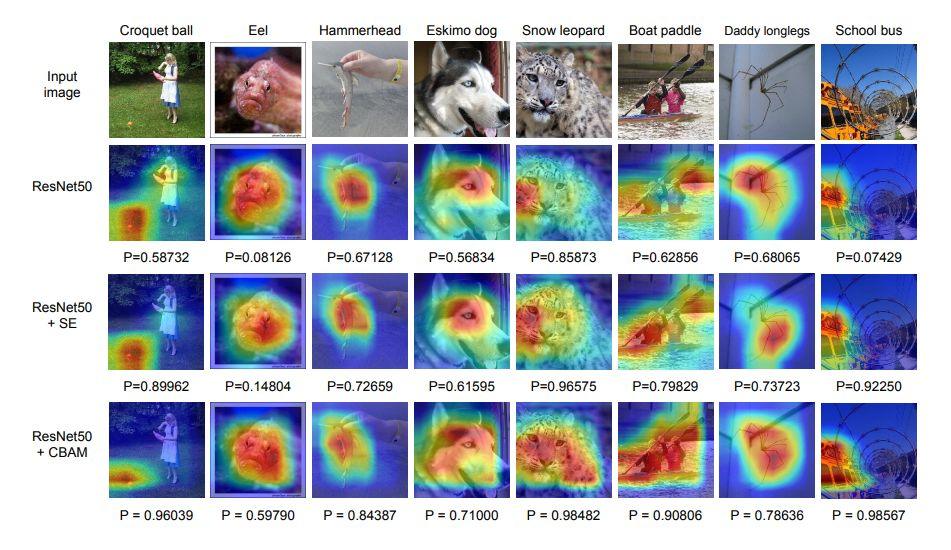 Croquet ball Eel Hammerhead Eskimo dog Snow leopard Boat paddle Daddy longlegs School bus
Input
image
ResNet50
P=0.58732 P=0.08126 P=0.67128 P=0.56834 P=0.85873 P=0.62856 P=0.68065 P=0.07429
ResNet50
+ SE
P=0.89962 P=0.14804 P=0.72659 P=0.61595 P=0.96575 P=0.79829 P=0.73723 P=0.92250
ResNet50
+ CBAM
P = 0.96039 P = 0.59790 P = 0.84387 P = 0.71000 P = 0.98482 P = 0.90806 P = 0.78636 P = 0.98567